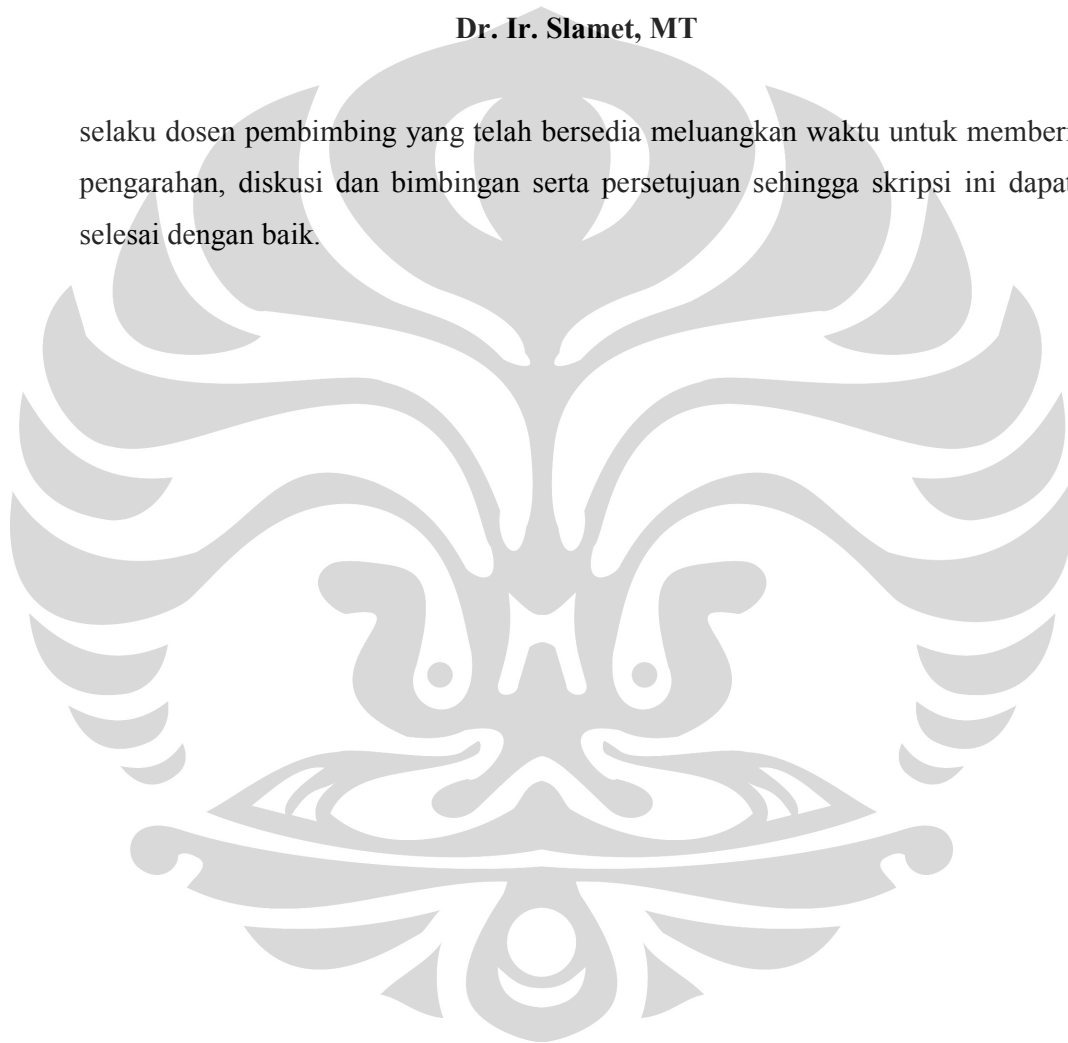 Dr. Ir. Slamet, MT
selaku dosen pembimbing yang telah bersedia meluangkan waktu untuk memberi
pengarahan, diskusi dan bimbingan serta persetujuan sehingga skripsi ini dapat
selesai dengan baik.